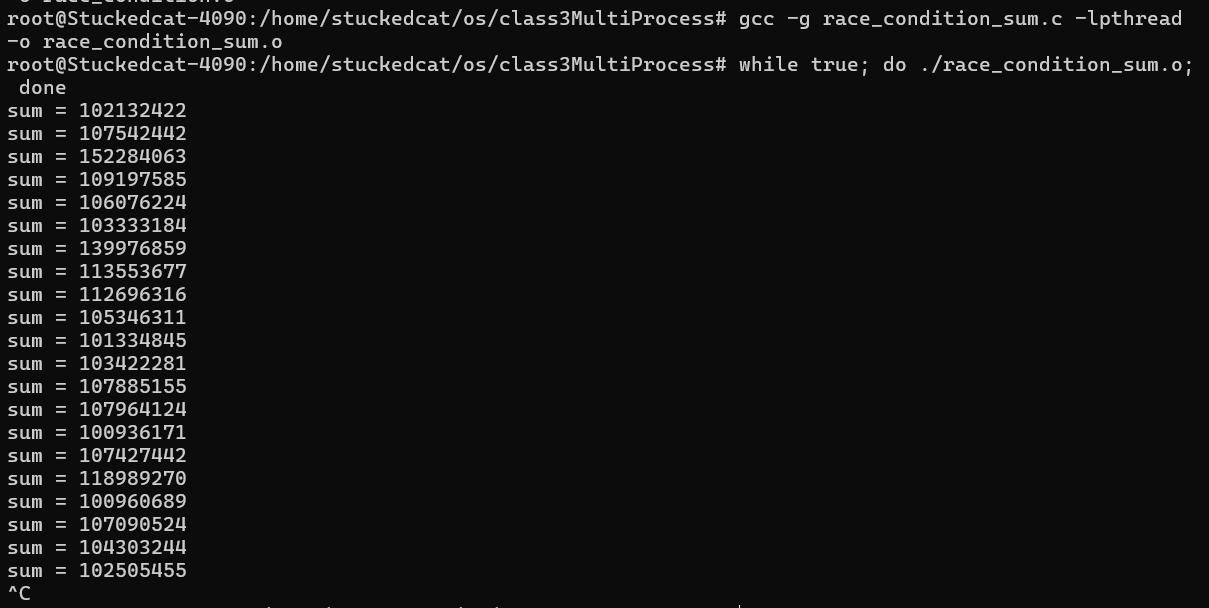 root@Stuckedcat-4090:/home/stuckedcat/os/class3MultiProcess# gcc -g race_condition_sum.c -lpthread
-o race_condition_sum.o
root@Stuckedcat-4090:/home/stuckedcat/os/class3MultiProcess# while true; do ./race_condition_sum.o;
done
sum = 102132422
sum = 107542442
sum = 152284063
sum = 109197585
sum = 106076224
sum = 103333184
sum = 139976859
sum = 113553677
sum = 112696316
sum = 105346311
sum = 101334845
sum = 103422281
sum = 107885155
sum = 107964124
sum = 100936171
sum = 107427442
sum = 118989270
sum = 100960689
sum = 107090524
sum = 104303244
sum = 102505455
^C